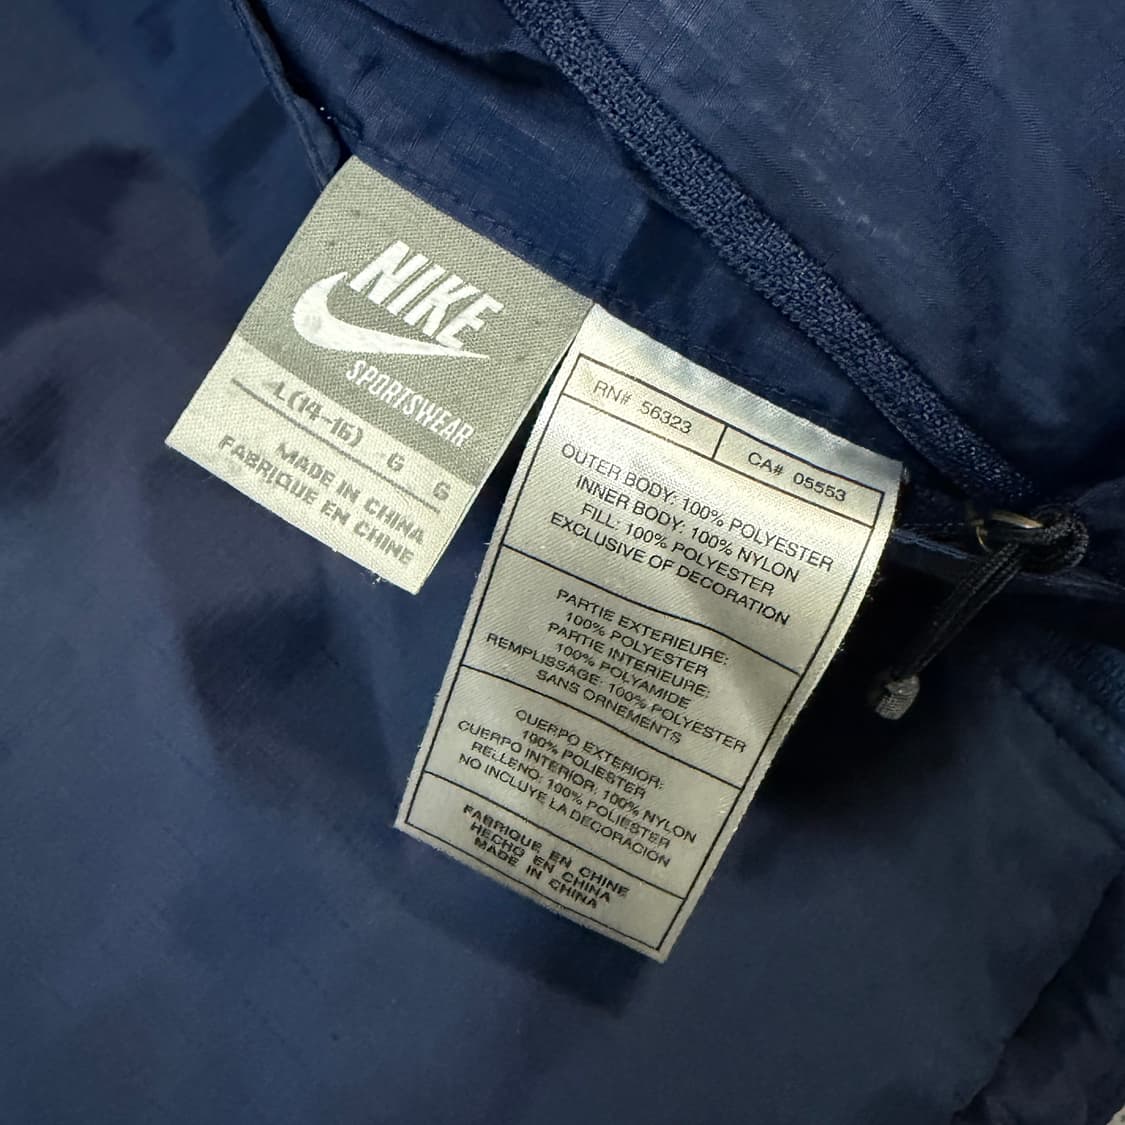 NIKE
SPORTSWEAR
L(14-16) G G
MADE IN CHINA
FABRIQUE EN CHINE
RN# 56323
CA# 05553
OUTER BODY: 100% POLYESTER
INNER BODY: 100% NYLON
FILL: 100% POLYESTER
EXCLUSIVE OF DECORATION
PARTIE EXTERIEURE:
100% POLYESTER
PARTIE INTERIEURE:
100% POLYAMIDE
REMPLISSAGE: 100% POLYESTER
SANS ORNEMENTS
CUERPO EXTERIOR:
100% POLIESTER
CUERPO INTERIOR: 100% NYLON
RELLENO: 100% POLIESTER
NO INCLUYE LA DECORACIÓN
FABRIQUE EN CHINE
HECHO EN CHINA
MADE IN CHINA